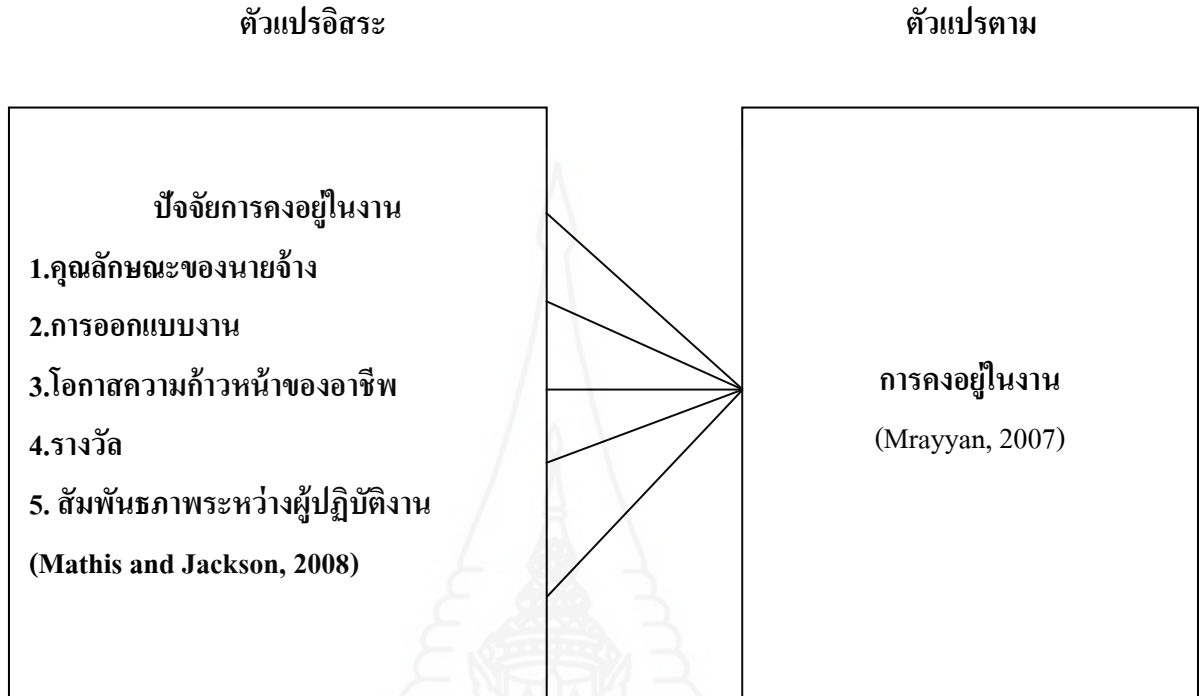 ตัวแปรอิสระ
ตัวแปรตาม
ปัจจัยการคงอยู่ในงาน
1.คุณลักษณะของนายจ้าง
2.การออกแบบงาน
3.โอกาสความก้าวหน้าของอาชีพ
4.รางวัล
5. สัมพันธภาพระหว่างผู้ปฏิบัติงาน
(Mathis and Jackson, 2008)
การคงอยู่ในงาน
(Mrayyan, 2007)